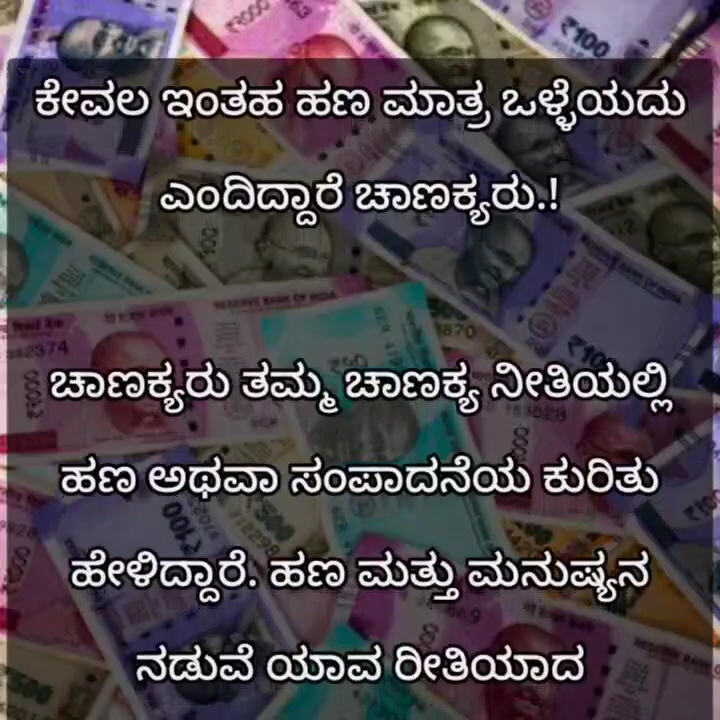 ಕೇವಲ ಇಂತಹ ಹಣ ಮಾತ್ರ ಒಳ್ಳೆಯದು
ಎಂದಿದ್ದಾರೆ ಚಾಣಕ್ಯರು.!
ಚಾಣಕ್ಯರು ತಮ್ಮ ಚಾಣಕ್ಯ ನೀತಿಯಲ್ಲಿ
ಹಣ ಅಥವಾ ಸಂಪಾದನೆಯ ಕುರಿತು
ಹೇಳಿದ್ದಾರೆ. ಹಣ ಮತ್ತು ಮನುಷ್ಯನ
ನಡುವೆ ಯಾವ ರೀತಿಯಾದ